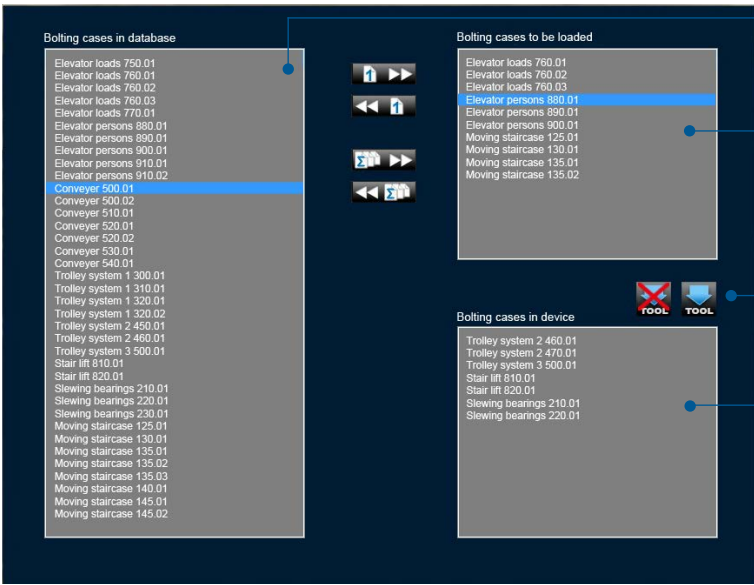 Bolting cases in database
Elevator loads 750.01
Elevator loads 760.01
Elevator loads 760.02
Elevator loads 760.03
Elevator loads 770.01
Elevator persons 880.01
Elevator persons 890.01
Elevator persons 900.01
Elevator persons 910.01
Elevator persons 910.02
Conveyer 500.01
Conveyer 500.02
Conveyer 510.01
Conveyer 520.01
Conveyer 520.02
Conveyer 530.01
Conveyer 540.01
Trolley system 1 300.01
Trolley system 1 310.01
Trolley system 1 320.01
Trolley system 1 320.02
Trolley system 2 450.01
Trolley system 2 460.01
Trolley system 3 500.01
Stair lift 810.01
Stair lift 820.01
Slewing bearings 210.01
Slewing bearings 220.01
Slewing bearings 230.01
Moving staircase 125.01
Moving staircase 130.01
Moving staircase 135.01
Moving staircase 135.02
Moving staircase 135.03
Moving staircase 140.01
Moving staircase 145.01
Moving staircase 145.02
1
1
Σ
Σ
Bolting cases to be loaded
Elevator loads 760.01
Elevator loads 760.02
Elevator loads 760.03
Elevator persons 880.01
Elevator persons 890.01
Elevator persons 900.01
Moving staircase 125.01
Moving staircase 130.01
Moving staircase 135.01
Moving staircase 135.02
TOOL TOOL
Bolting cases in device
Trolley system 2 460.01
Trolley system 2 470.01
Trolley system 3 500.01
Stair lift 810.01
Stair lift 820.01
Slewing bearings 210.01
Slewing bearings 220.01